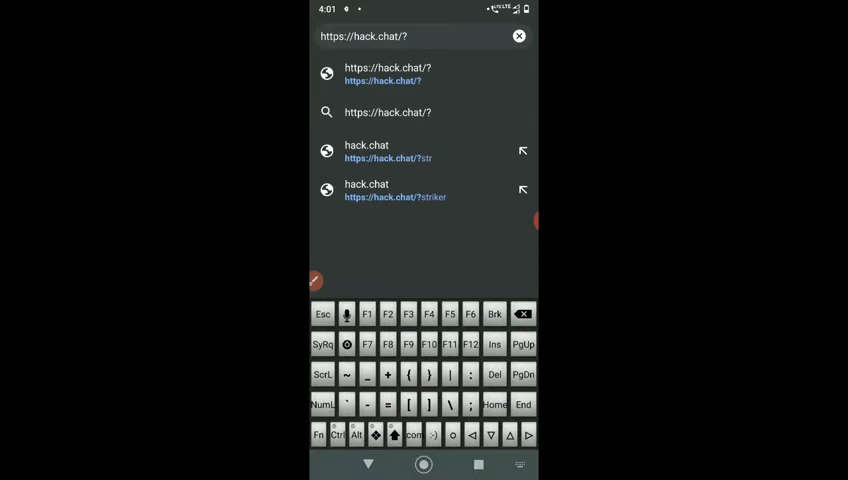 4:01
LTE LTE
https://hack.chat/?
https://hack.chat/?
https://hack.chat/?
https://hack.chat/?
hack.chat
https://hack.chat/?str
hack.chat
https://hack.chat/?striker
Esc F1 F2 F3 F4 F5 F6 Brk
SyRq F7 F8 F9 F10 F11 F12 Ins PgUp
ScrL ~ _ + { } | : Del PgDn
NumL ` - = [ ] \ ; Home End
Fn Ctrl Alt com :-)